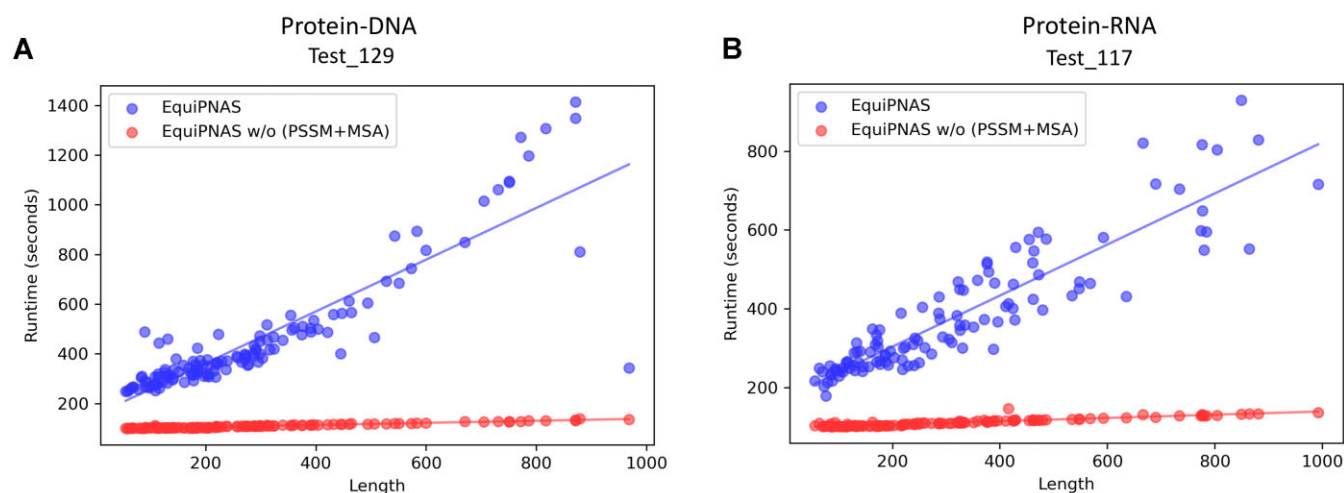 A
Protein-DNA
Test_129
EquiPNAS
EquiPNAS w/o (PSSM+MSA)
Runtime (seconds)
1400
1200
1000
800
600
400
200
200 400 600 800 1000
Length
B
Protein-RNA
Test_117
EquiPNAS
EquiPNAS w/o (PSSM+MSA)
Runtime (seconds)
800
600
400
200
200 400 600 800 1000
Length